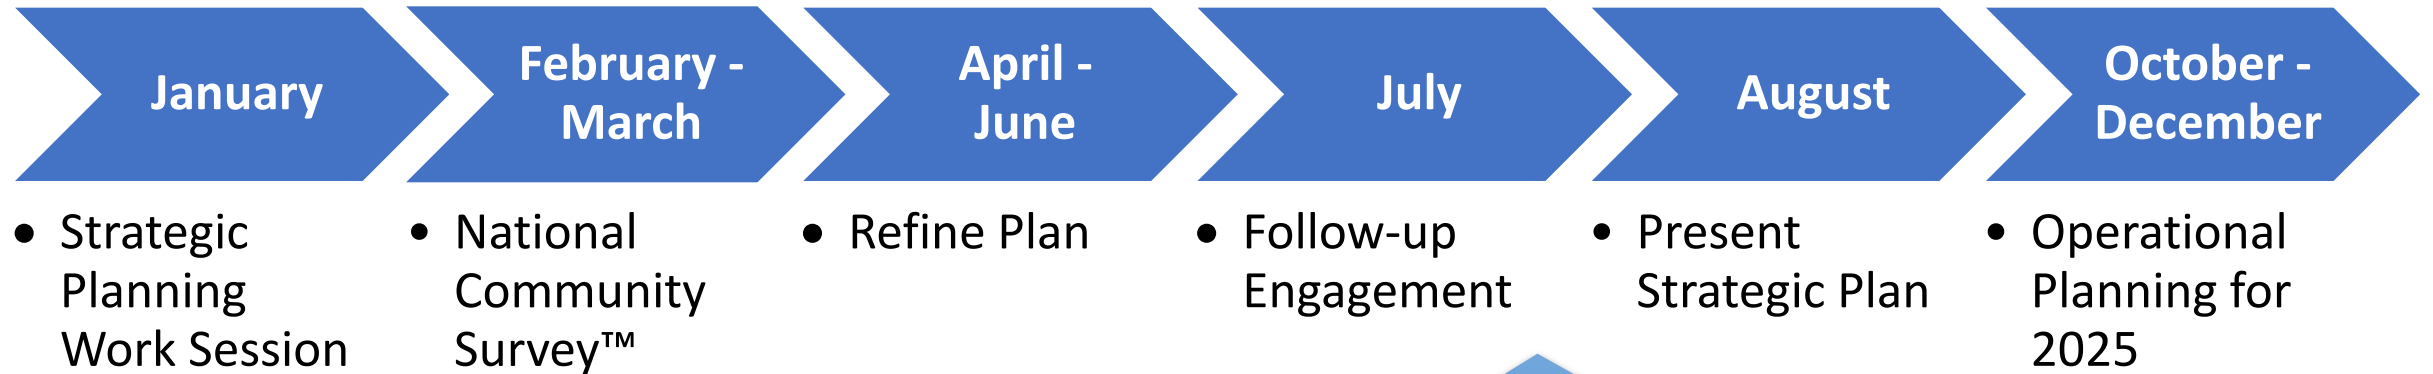 January
February -
March
April -
June
July
August
October -
December
• Strategic
Planning
Work Session
• National
Community
Survey™
• Refine Plan
• Follow-up
Engagement
• Present
Strategic Plan
• Operational
Planning for
2025